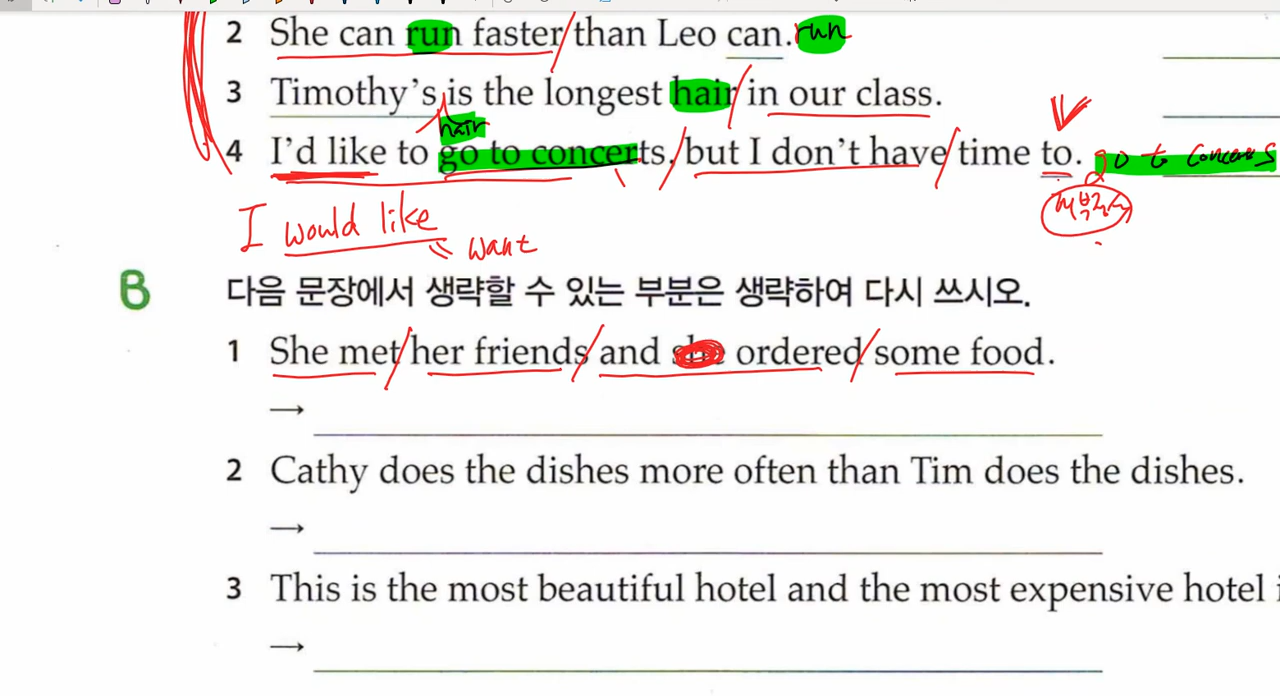 2 She can run faster than Leo can. run
3 Timothy's is the longest hair in our class.
hair
4 I'd like to go to concerts, but I don't have time to. go to concerts
I would like
want
B 다음 문장에서 생략할 수 있는 부분은 생략하여 다시 쓰시오.
1 She met her friends and she ordered some food.
→
2 Cathy does the dishes more often than Tim does the dishes.
→
3 This is the most beautiful hotel and the most expensive hotel
→